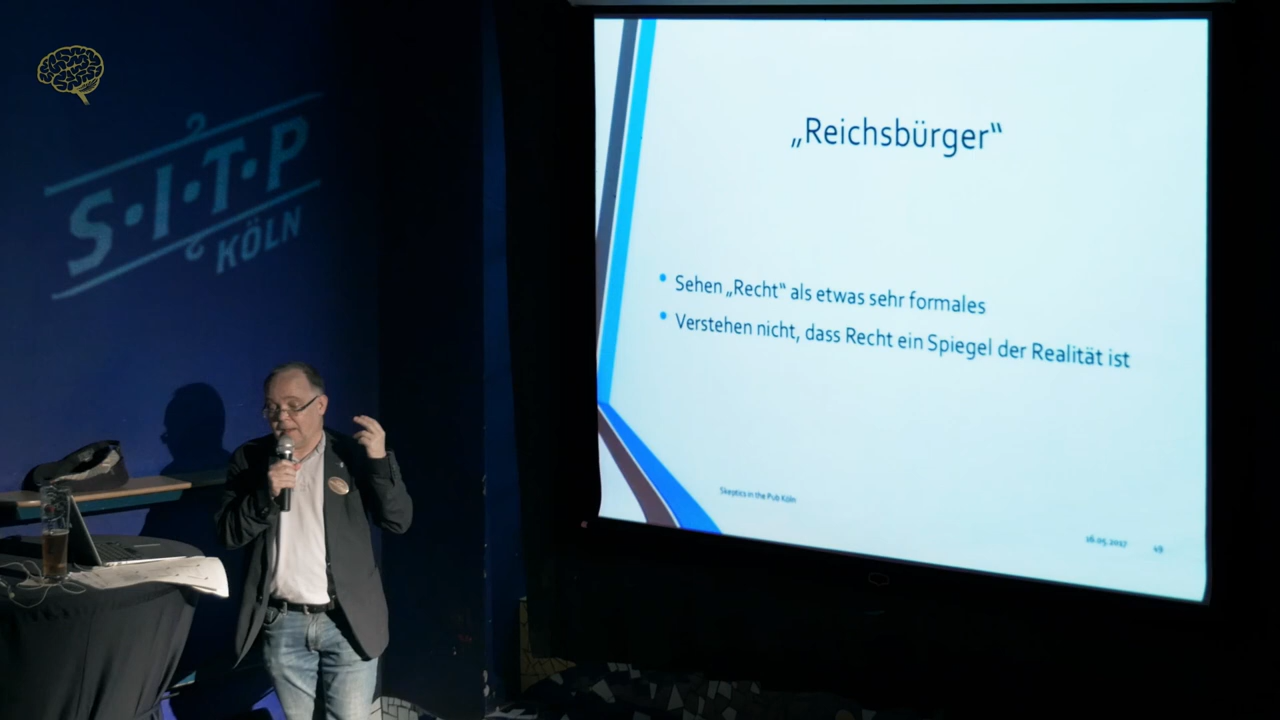 S·I·T·P
KÖLN
„Reichsbürger“
Sehen „Recht“ als etwas sehr formales
Verstehen nicht, dass Recht ein Spiegel der Realität ist
Skeptics in the Pub Köln
16.05.2017
49